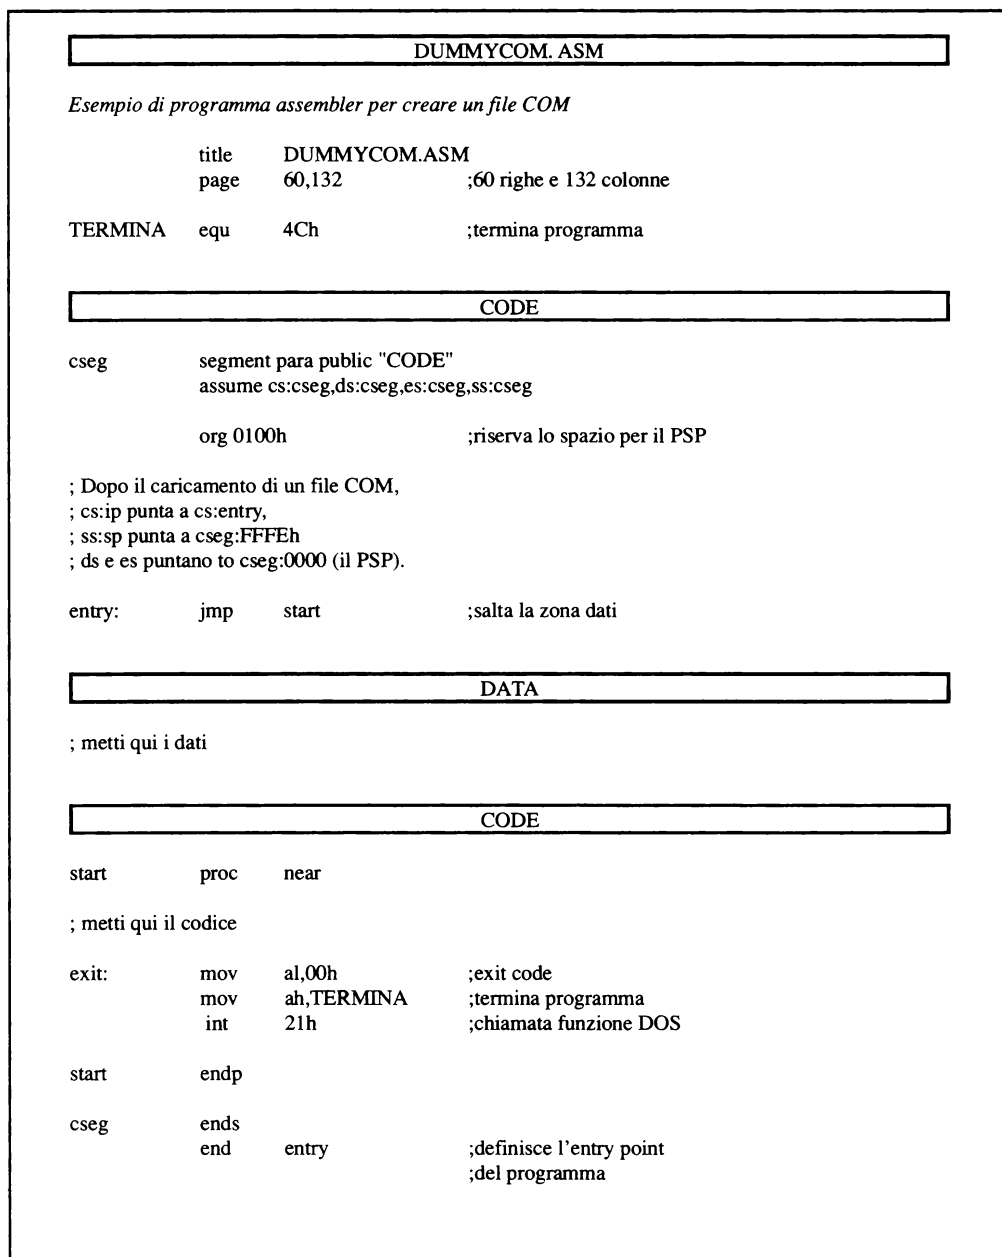 DUMMYCOM. ASM
Esempio di programma assembler per creare un file COM
title DUMMYCOM.ASM
page 60,132 ;60 righe e 132 colonne
TERMINA equ 4Ch ;termina programma
CODE
cseg segment para public "CODE"
assume cs:cseg,ds:cseg,es:cseg,ss:cseg
org 0100h ;riserva lo spazio per il PSP
; Dopo il caricamento di un file COM,
; cs:ip punta a cs:entry,
; ss:sp punta a cseg:FFFEh
; ds e es puntano to cseg:0000 (il PSP).
entry: jmp start ;salta la zona dati
DATA
; metti qui i dati
CODE
start proc near
; metti qui il codice
exit: mov al,00h ;exit code
mov ah,TERMINA ;termina programma
int 21h ;chiamata funzione DOS
start endp
cseg ends
end entry ;definisce l'entry point
;del programma